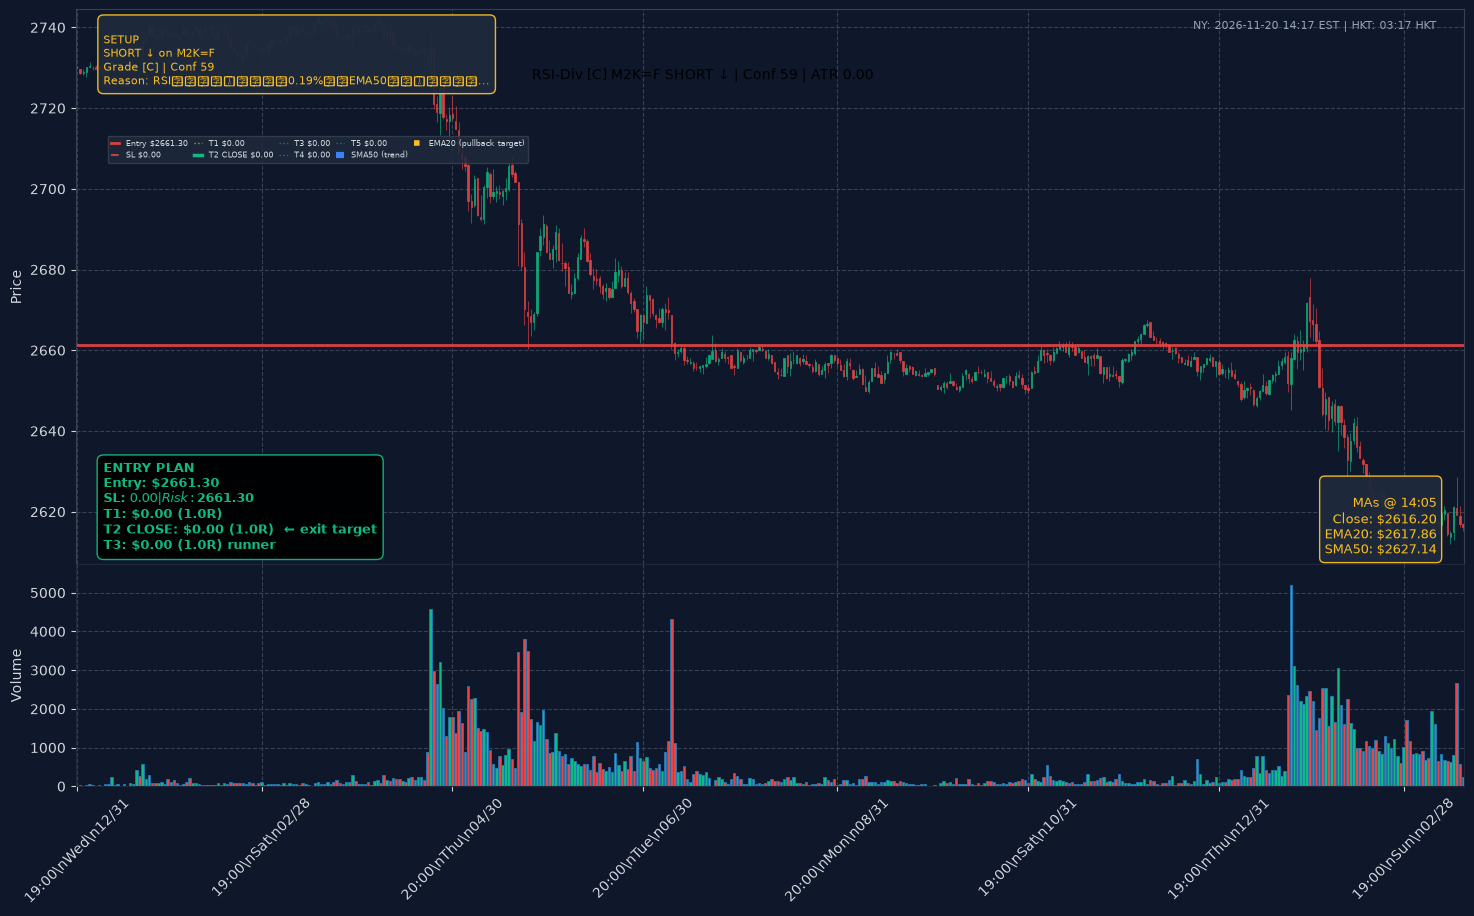 NY: 2026-11-20 14:17 EST | HKT: 03:17 HKT
SETUP
SHORT ↓ on M2K=F
Grade [C] | Conf 59
Reason: RSI 0.19% EMA50 ...
RSI-Div [C] M2K=F SHORT ↓ | Conf 59 | ATR 0.00
Entry $2661.30
SL $0.00
T1 $0.00
T2 CLOSE $0.00
T3 $0.00
T4 $0.00
T5 $0.00
SMA50 (trend)
EMA20 (pullback target)
Price
2740
2720
2700
2680
2660
2640
2620
ENTRY PLAN
Entry: $2661.30
SL: 0.00|Risk:2661.30
T1: $0.00 (1.0R)
T2 CLOSE: $0.00 (1.0R) ← exit target
T3: $0.00 (1.0R) runner
MAs @ 14:05
Close: $2616.20
EMA20: $2617.86
SMA50: $2627.14
Volume
5000
4000
3000
2000
1000
0
19:00\nWed\n12/31
19:00\nSat\n02/28
20:00\nThu\n04/30
20:00\nTue\n06/30
20:00\nMon\n08/31
19:00\nSat\n10/31
19:00\nThu\n12/31
19:00\nSun\n02/28